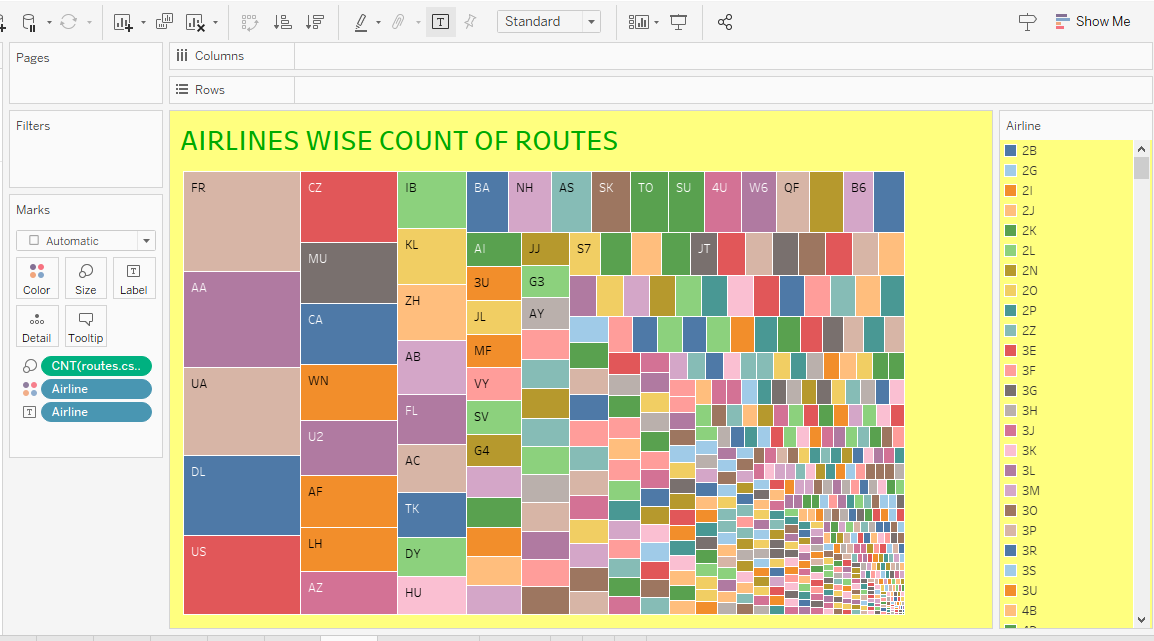 Standard
Show Me
Pages
Columns
Rows
Filters
Marks
Automatic
Color
Size
Label
Detail
Tooltip
CNT(routes.cs..
Airline
Airline
AIRLINES WISE COUNT OF ROUTES
FR
AA
UA
DL
US
CZ
MU
CA
WN
U2
AF
LH
AZ
IB
KL
ZH
AB
FL
AC
TK
DY
HU
BA
NH
AS
SK
TO
SU
4U
W6
QF
B6
AI
3U
JL
MF
VY
SV
G4
JJ
G3
AY
S7
JT
Airline
2B
2G
2I
2J
2K
2L
2N
2O
2P
2Z
3E
3F
3G
3H
3J
3K
3L
3M
3O
3P
3R
3S
3U
4B